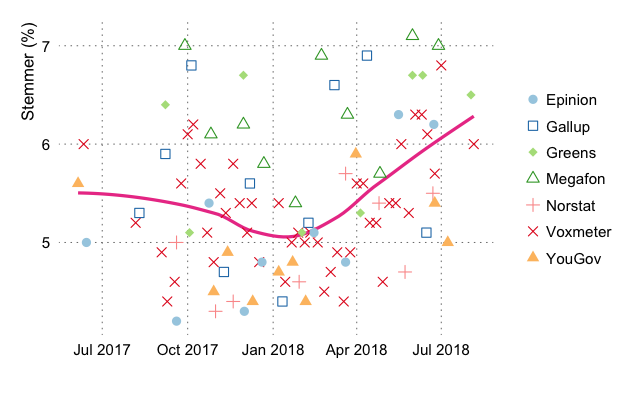 Stemmer (%)
7
6
5
Jul 2017
Oct 2017
Jan 2018
Apr 2018
Jul 2018
Epinion
Gallup
Greens
Megafon
Norstat
Voxmeter
YouGov